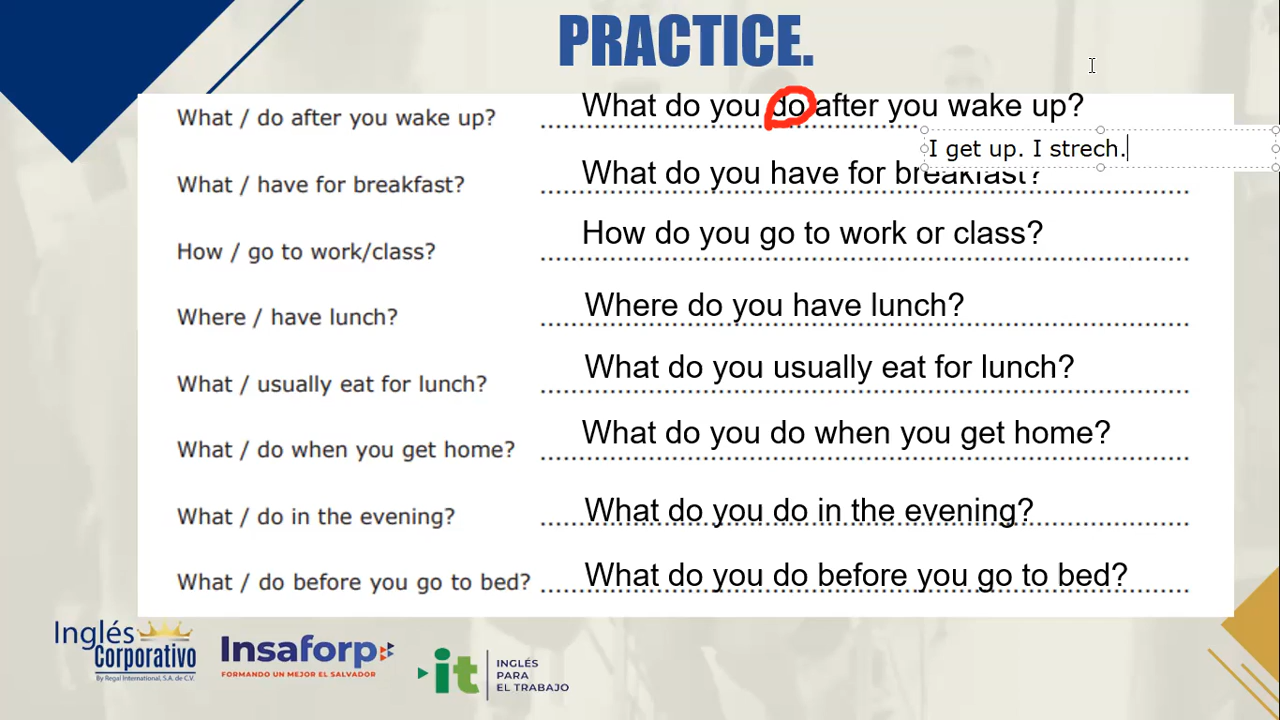 PRACTICE.
What / do after you wake up? What do you do after you wake up?
I get up. I strech.
What / have for breakfast? What do you have for breakfast?
How / go to work/class? How do you go to work or class?
Where / have lunch? Where do you have lunch?
What / usually eat for lunch? What do you usually eat for lunch?
What / do when you get home? What do you do when you get home?
What / do in the evening? What do you do in the evening?
What / do before you go to bed? What do you do before you go to bed?
Inglés
Corporativo
By Regal International, S.A. de C.V.
Insaforp
FORMANDO UN MEJOR EL SALVADOR
it
INGLÉS
PARA
EL TRABAJO